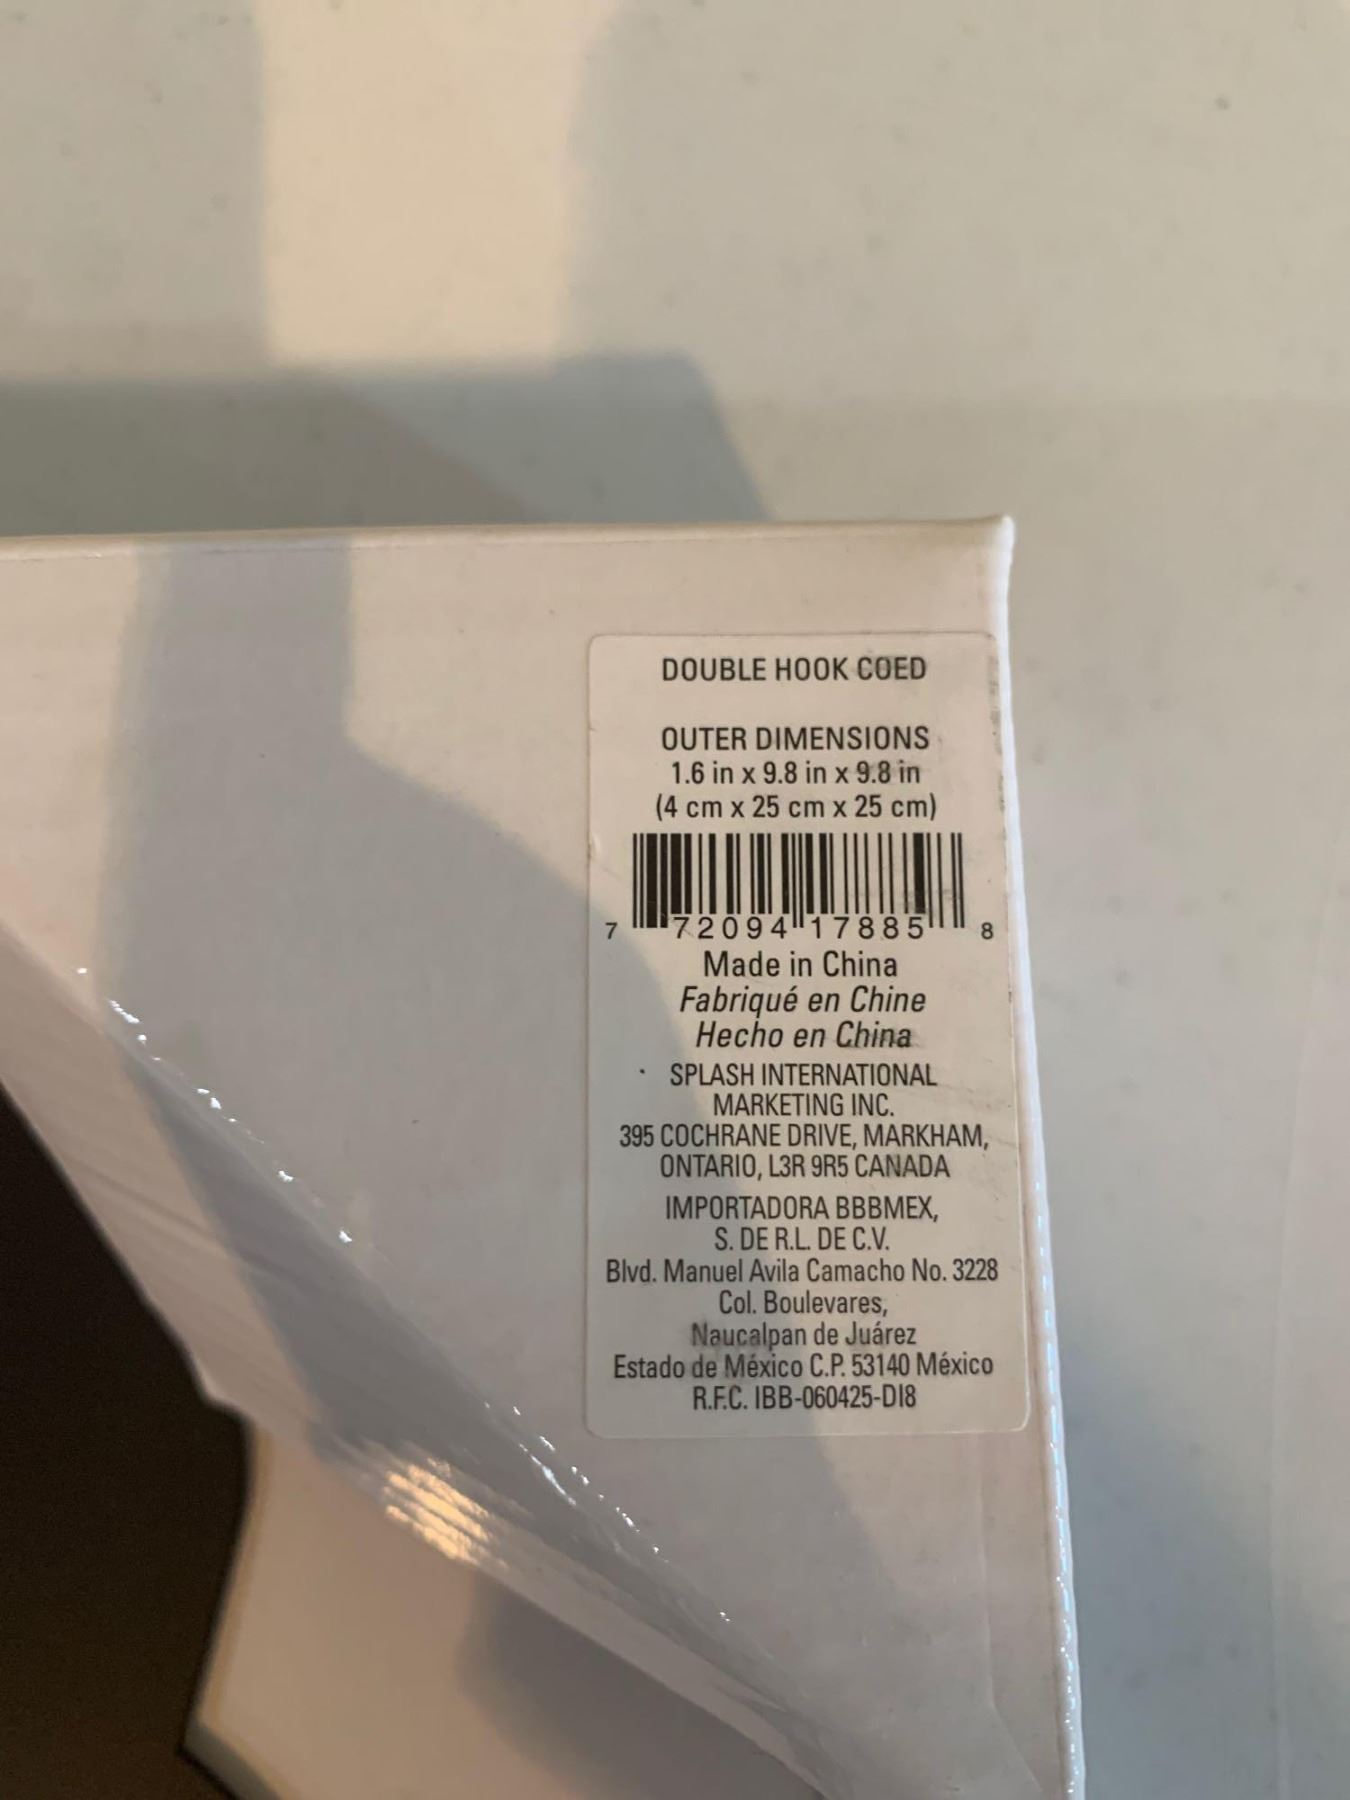 DOUBLE HOOK COED
OUTER DIMENSIONS
1.6 in x 9.8 in x 9.8 in
(4 cm x 25 cm x 25 cm)
7 72094 17885 8
Made in China
Fabriqué en Chine
Hecho en China
SPLASH INTERNATIONAL
MARKETING INC.
395 COCHRANE DRIVE, MARKHAM,
ONTARIO, L3R 9R5 CANADA
IMPORTADORA BBBMEX,
S. DE R.L. DE C.V.
Blvd. Manuel Avila Camacho No. 3228
Col. Boulevares,
Naucalpan de Juárez
Estado de México C.P. 53140 México
R.F.C. IBB-060425-DI8